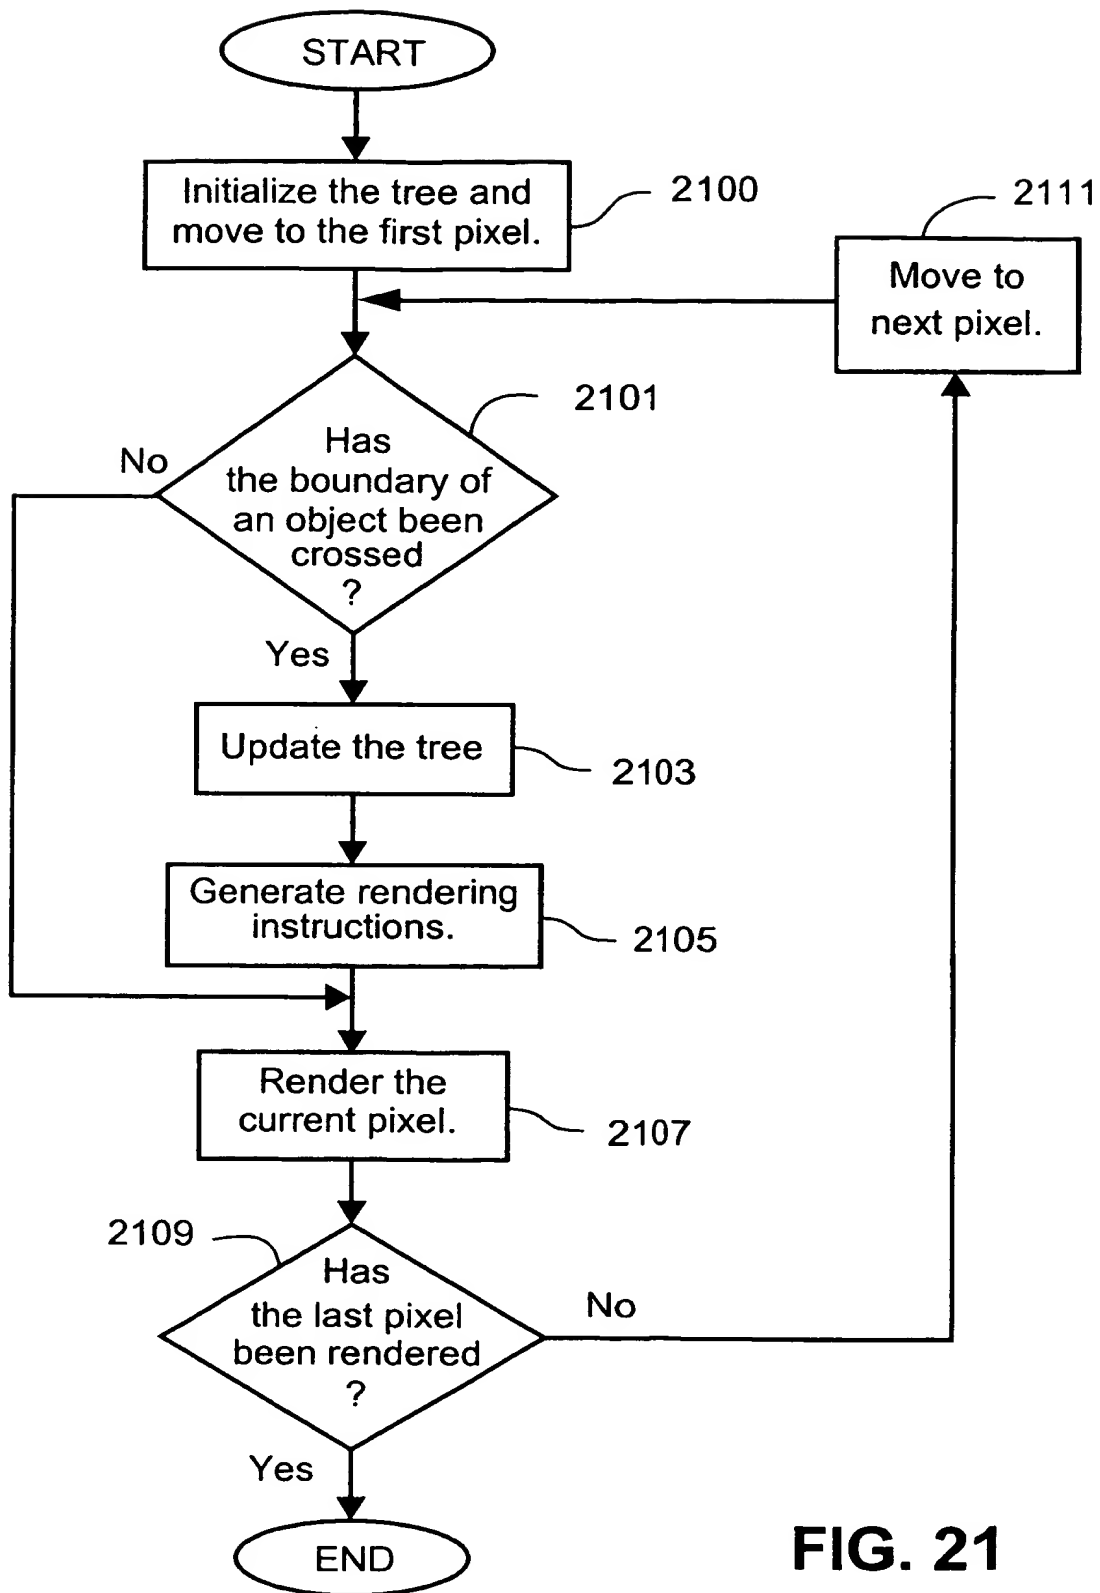 START
Initialize the tree and
move to the first pixel.
2100
2111
Move to
next pixel.
2101
Has
the boundary of
an object been
crossed
?
No
Yes
Update the tree
2103
Generate rendering
instructions.
2105
Render the
current pixel.
2107
2109
Has
the last pixel
been rendered
?
No
Yes
END
FIG. 21